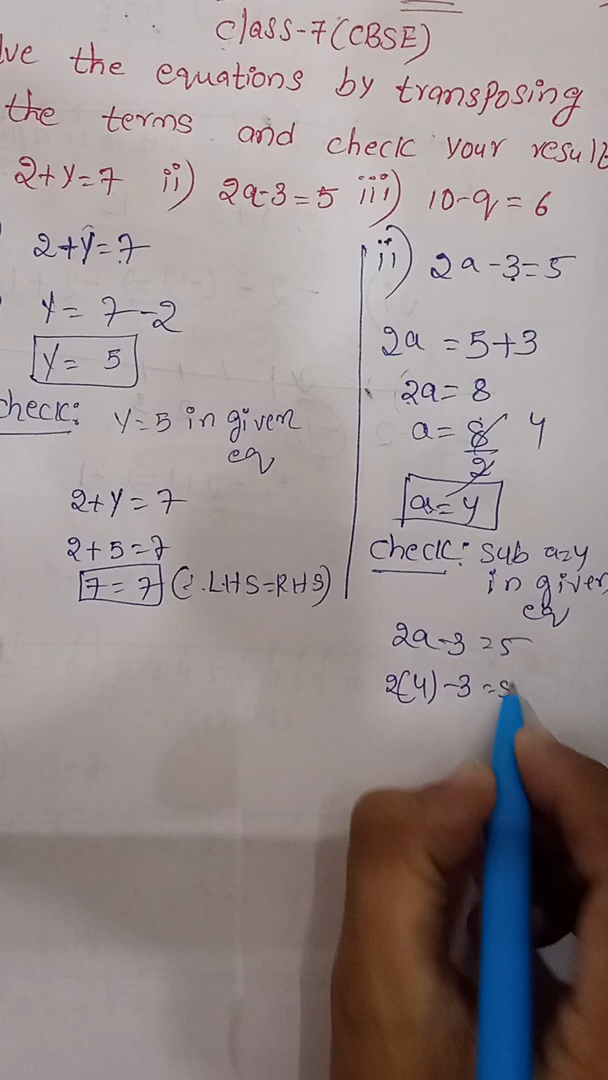 Class-7(CBSE)
lve the equations by transposing
the terms and check your result
2+y=7 ii) 2a-3=5 iii) 10-q=6
2+y=7
y= 7-2
y= 5
heck: y=5 in given
eq
2+y=7
2+5=7
7=7 (∴LHS=RHS)
ii) 2a-3=5
2a=5+3
2a=8
a=8/2 4
a=4
Check: Sub a=4
in given
eq
2a-3=5
2(4)-3=5